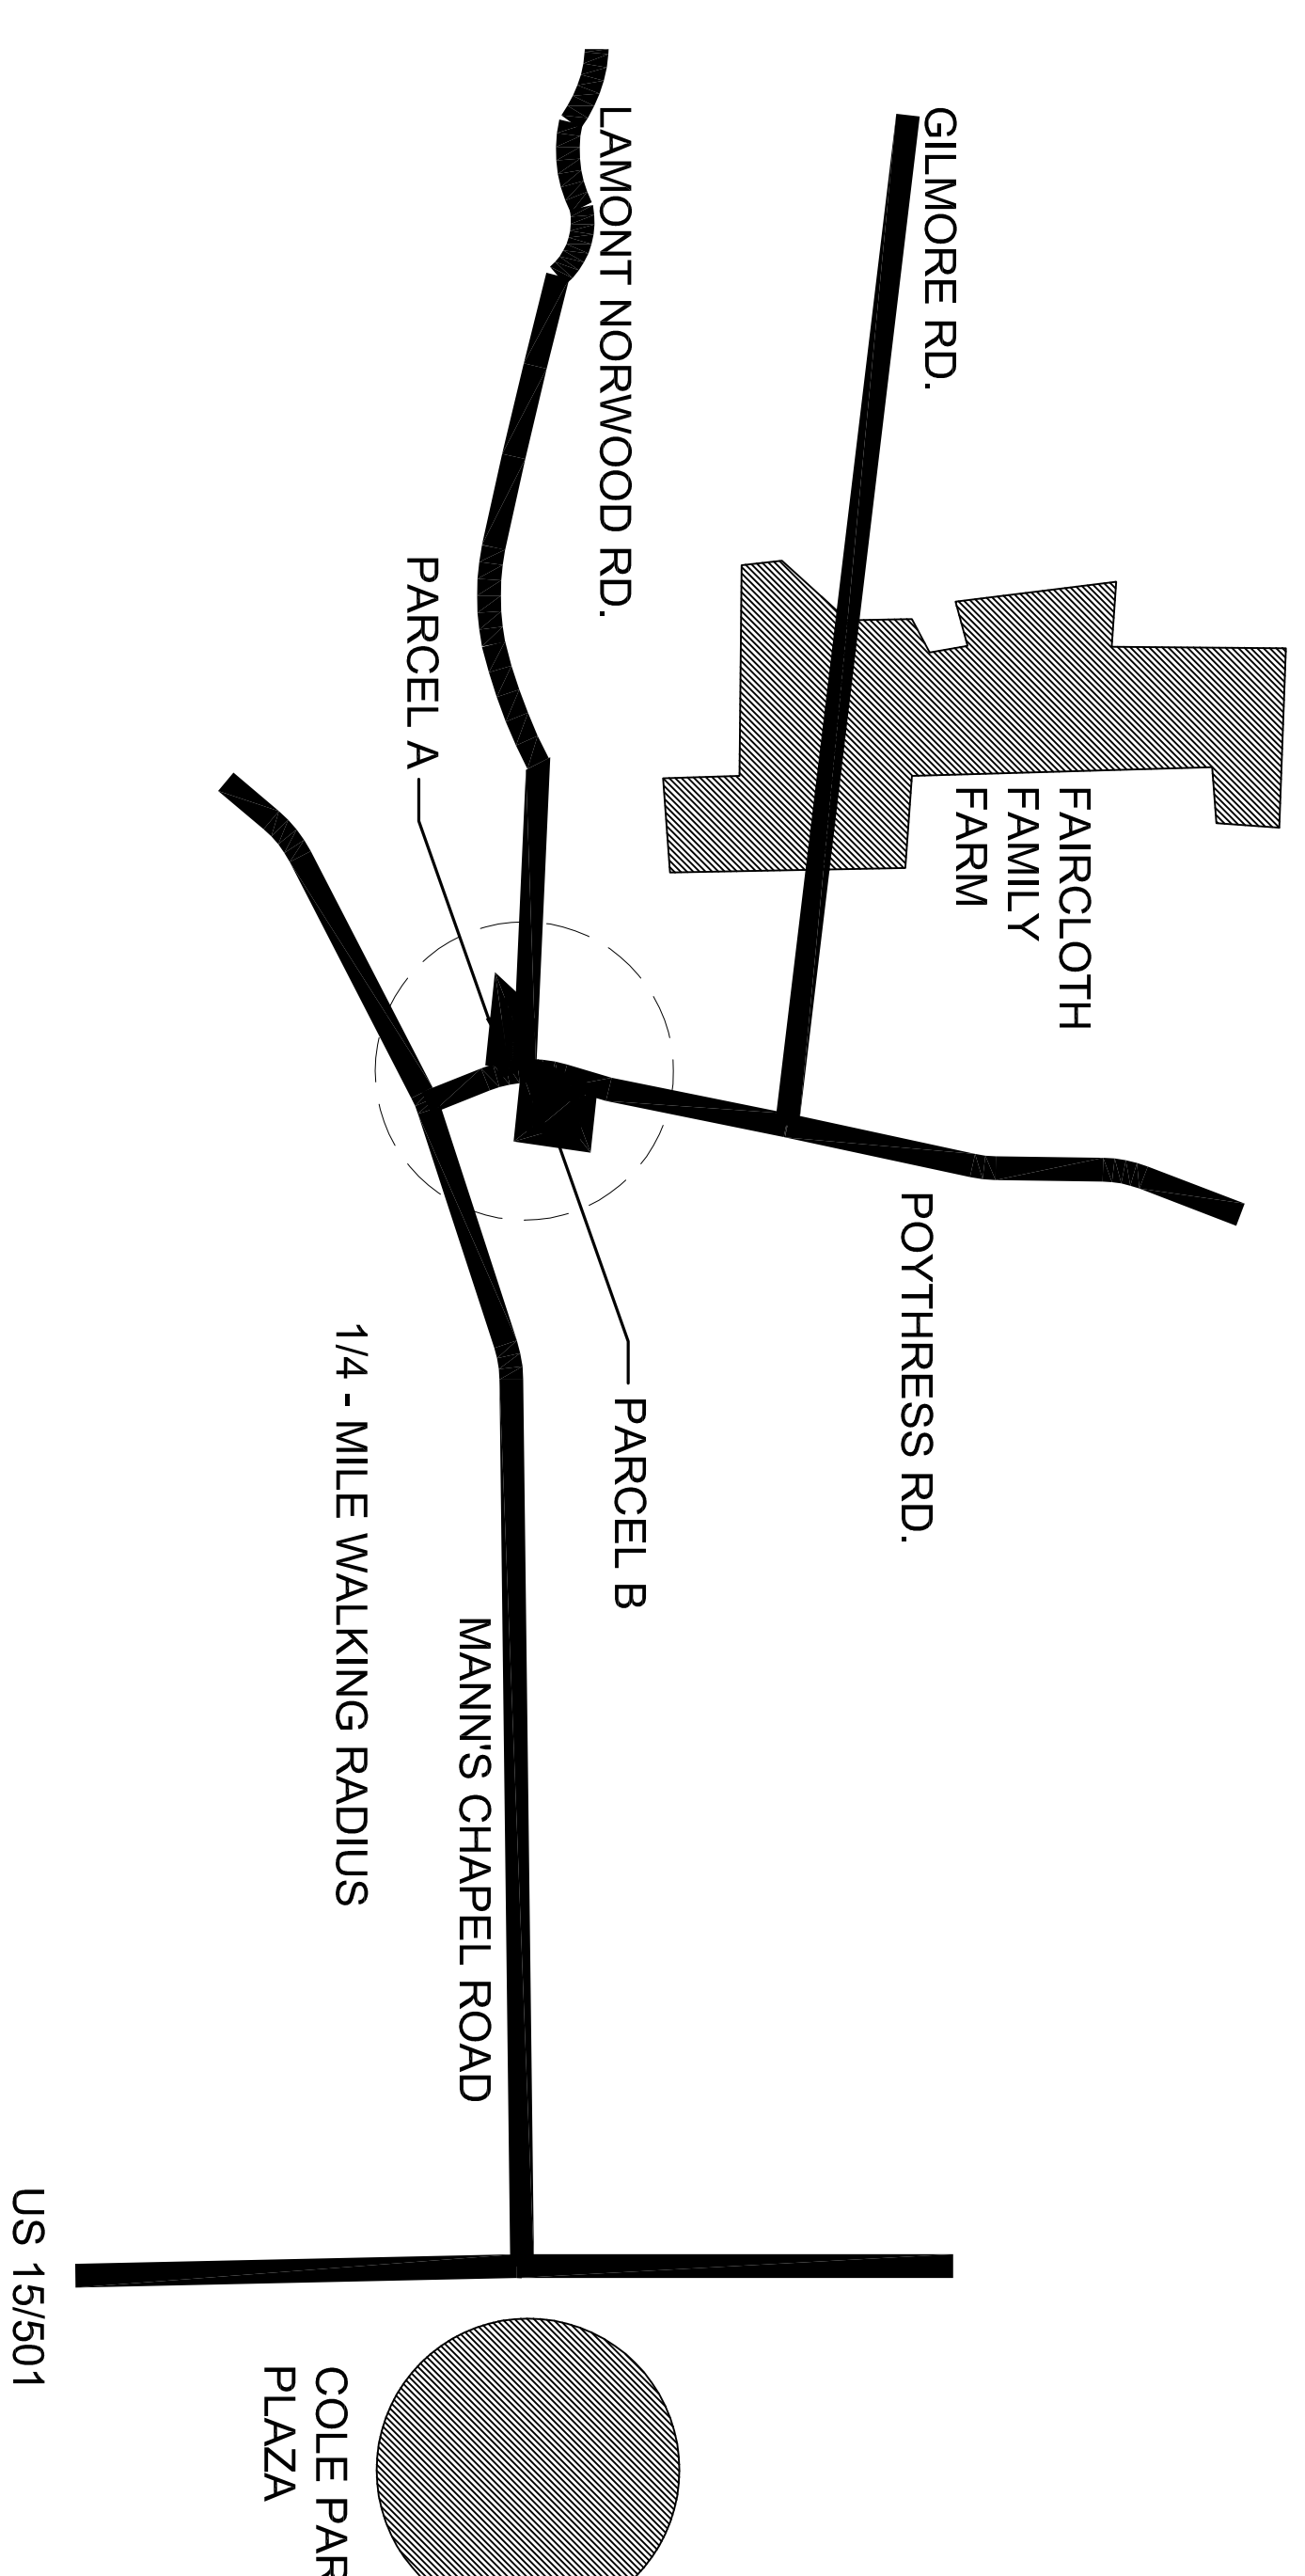 GILMORE RD.
LAMONT NORWOOD RD.
FAIRCLOTH
FAMILY
FARM
PARCEL A
POYTHRESS RD.
PARCEL B
1/4 - MILE WALKING RADIUS
MANN'S CHAPEL ROAD
US 15/501
COLE PAR
PLAZA